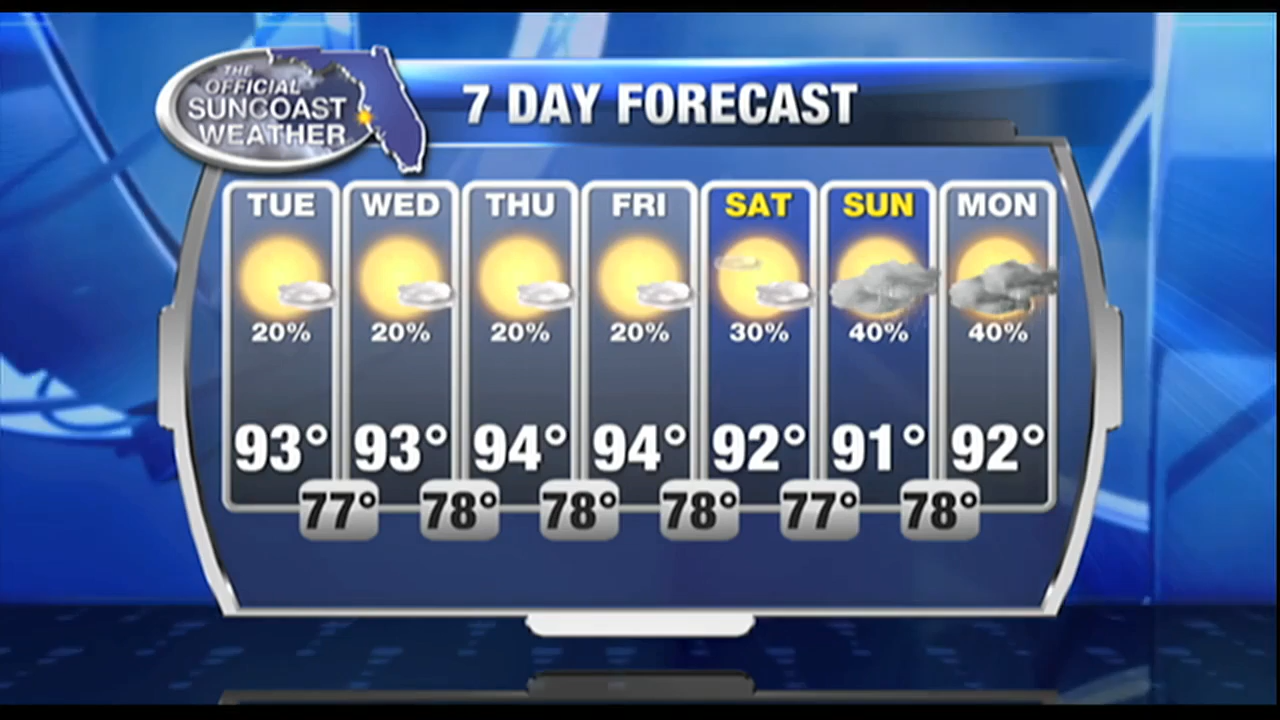 THE
OFFICIAL
SUNCOAST
WEATHER
7 DAY FORECAST
TUE WED THU FRI SAT SUN MON
20% 20% 20% 20% 30% 40% 40%
93° 93° 94° 94° 92° 91° 92°
77° 78° 78° 78° 77° 78°